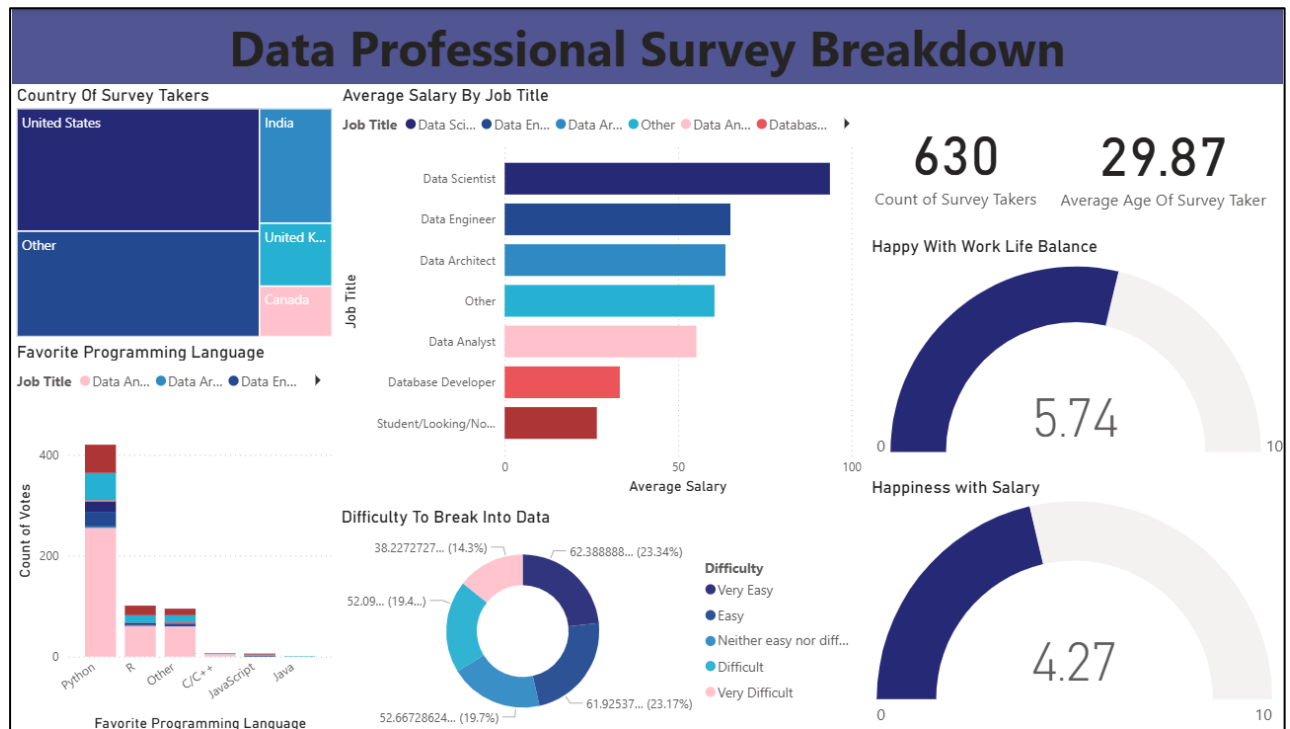 Data Professional Survey Breakdown
Country Of Survey Takers
United States
India
Other
United K...
Canada
Average Salary By Job Title
Job Title Data Sci... Data En... Data Ar... Other Data An... Databas...
Job Title
Data Scientist
Data Engineer
Data Architect
Other
Data Analyst
Database Developer
Student/Looking/No...
0 50 100
Average Salary
630
Count of Survey Takers
29.87
Average Age Of Survey Taker
Happy With Work Life Balance
5.74
0 10
Favorite Programming Language
Job Title Data An... Data Ar... Data En...
Count of Votes
400
200
0
Python R Other C/C++ JavaScript Java
Favorite Programming Language
Difficulty To Break Into Data
38.2272727... (14.3%)
62.388888... (23.34%)
52.09... (19.4...)
61.92537... (23.17%)
52.66728624... (19.7%)
Difficulty
Very Easy
Easy
Neither easy nor diff...
Difficult
Very Difficult
Happiness with Salary
4.27
0 10